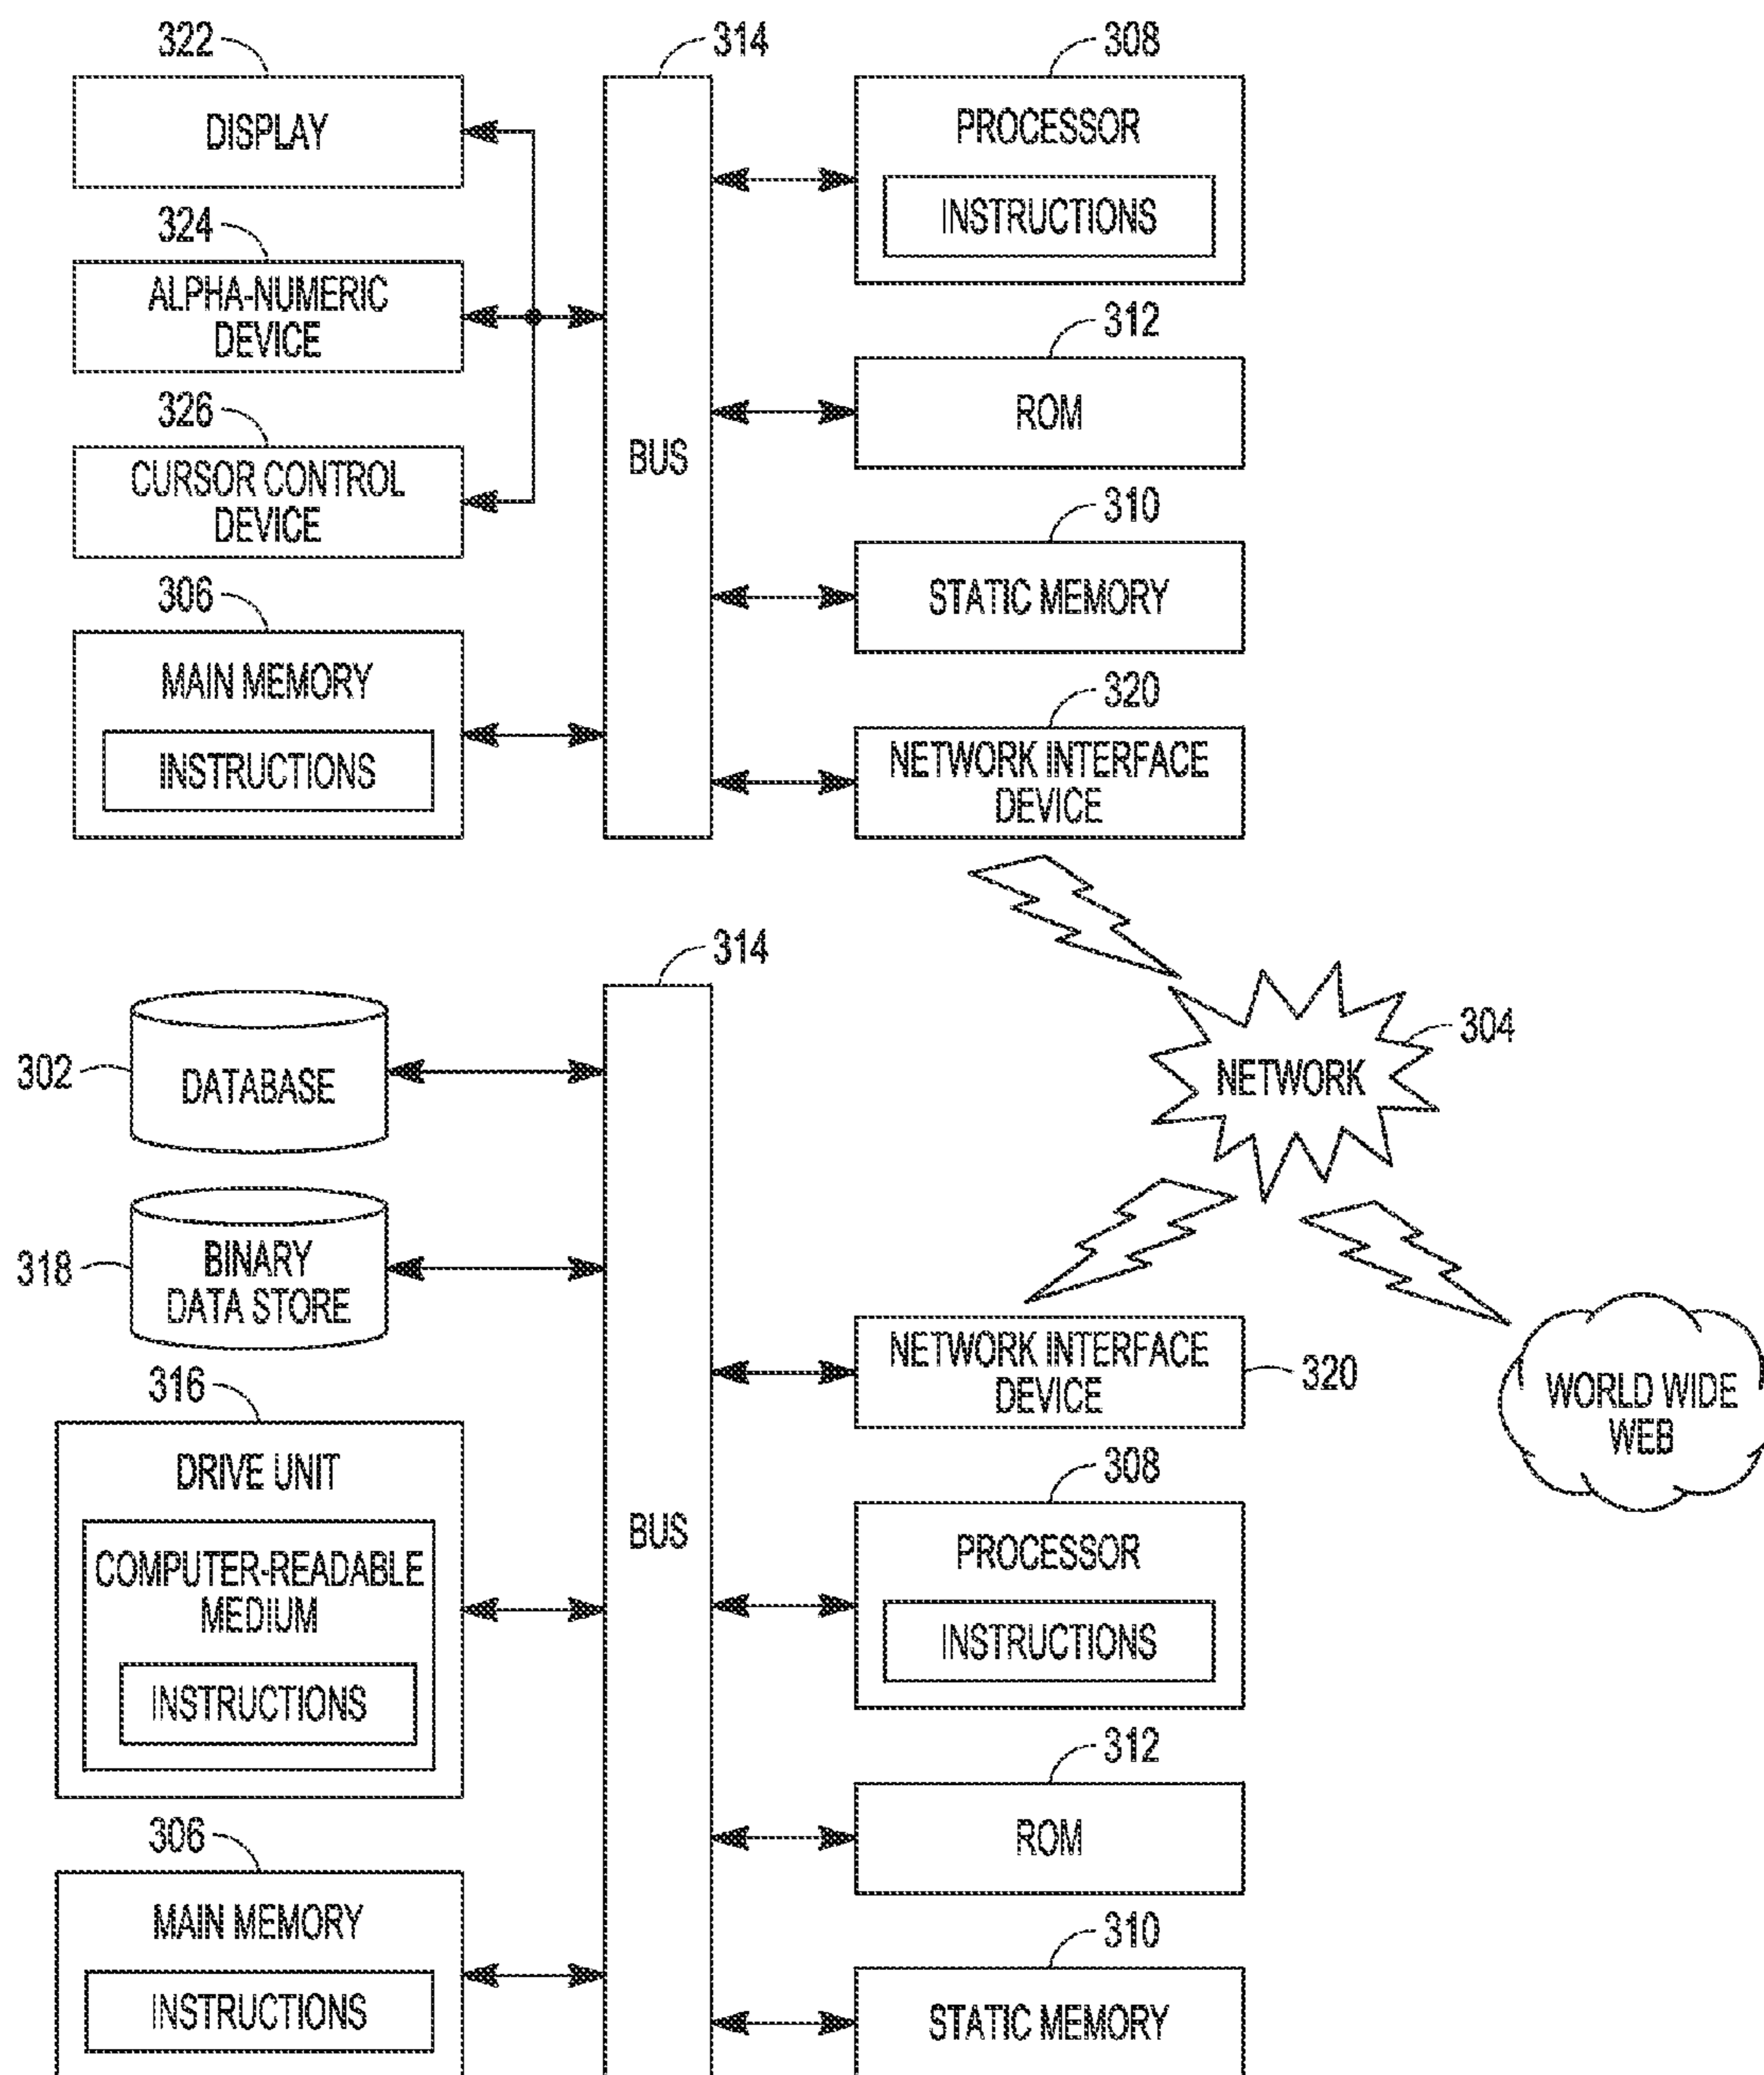 322
314
308
DISPLAY
PROCESSOR
INSTRUCTIONS
324
ALPHA-NUMERIC
DEVICE
312
ROM
326
CURSOR CONTROL
DEVICE
BUS
310
STATIC MEMORY
306
MAIN MEMORY
INSTRUCTIONS
320
NETWORK INTERFACE
DEVICE
314
304
NETWORK
302
DATABASE
318
BINARY
DATA STORE
NETWORK INTERFACE
DEVICE
320
WORLD WIDE
WEB
316
DRIVE UNIT
COMPUTER-READABLE
MEDIUM
INSTRUCTIONS
BUS
308
PROCESSOR
INSTRUCTIONS
312
ROM
306
MAIN MEMORY
INSTRUCTIONS
310
STATIC MEMORY